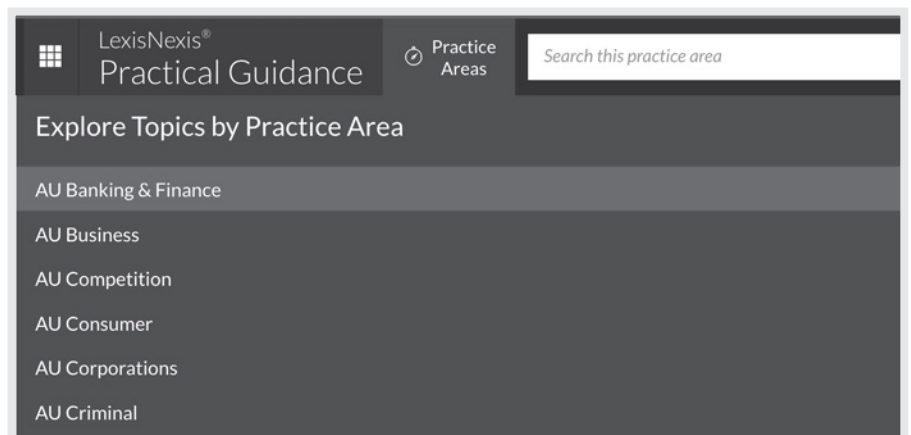 LexisNexis®
Practical Guidance
Practice
Areas
Search this practice area
Explore Topics by Practice Area
AU Banking & Finance
AU Business
AU Competition
AU Consumer
AU Corporations
AU Criminal